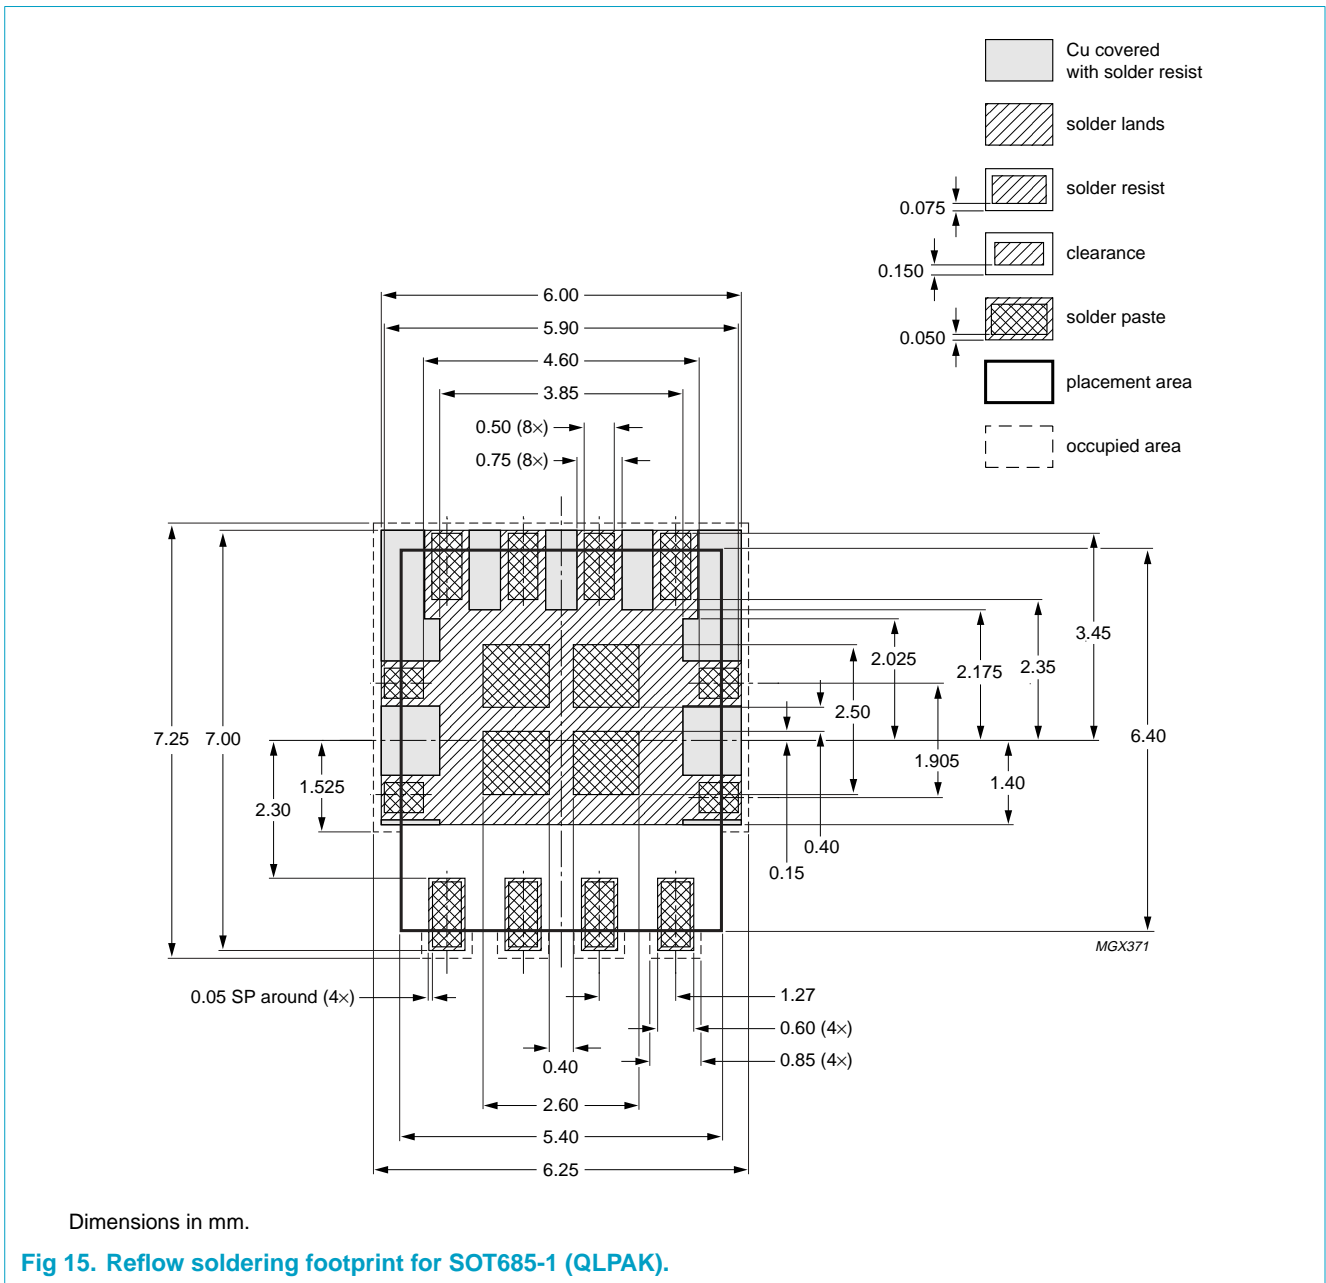 Cu covered
with solder resist
solder lands
solder resist
0.075
clearance
0.150
solder paste
0.050
placement area
occupied area
6.00
5.90
4.60
3.85
0.50 (8×)
0.75 (8×)
3.45
2.025
2.175
2.35
2.50
7.25
7.00
6.40
1.905
1.525
1.40
2.30
0.40
0.15
MGX371
0.05 SP around (4×)
1.27
0.60 (4×)
0.40
0.85 (4×)
2.60
5.40
6.25
Dimensions in mm.
Fig 15. Reflow soldering footprint for SOT685-1 (QLPAK).